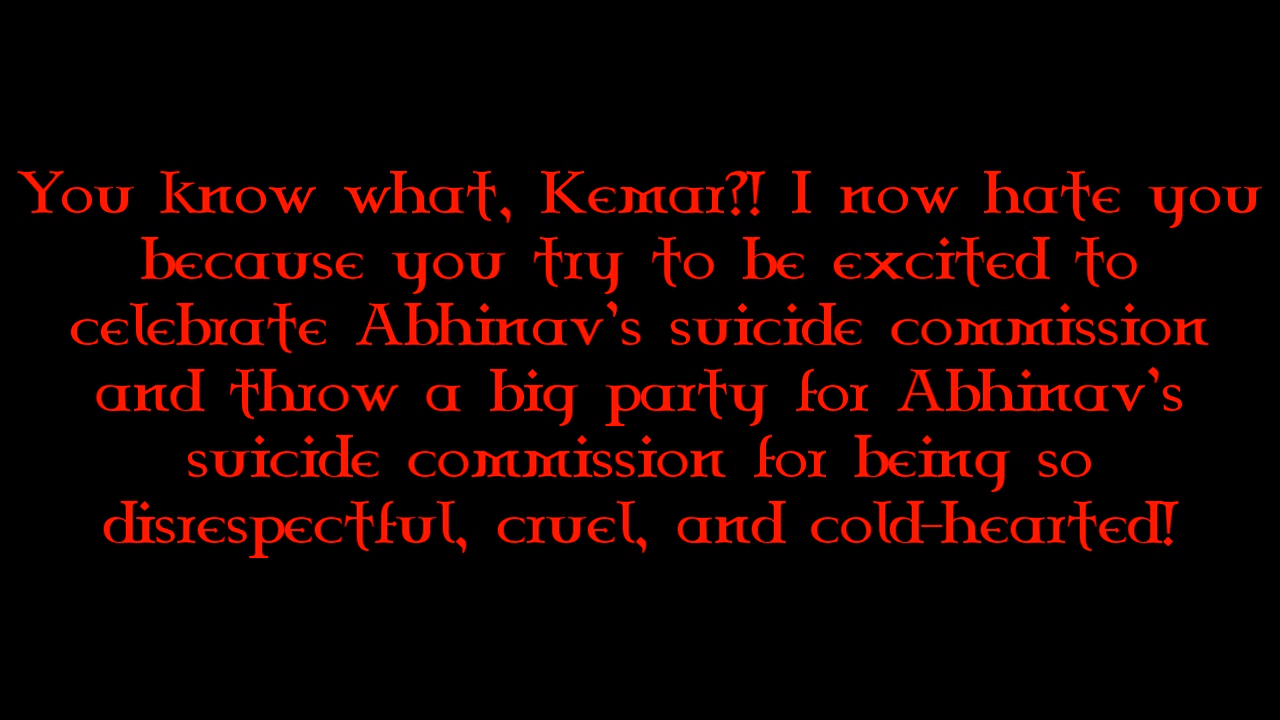 You know what, Kemar?! I now hate you
because you try to be excited to
celebrate Abhinav's suicide commission
and throw a big party for Abhinav's
suicide commission for being so
disrespectful, cruel, and cold-hearted!